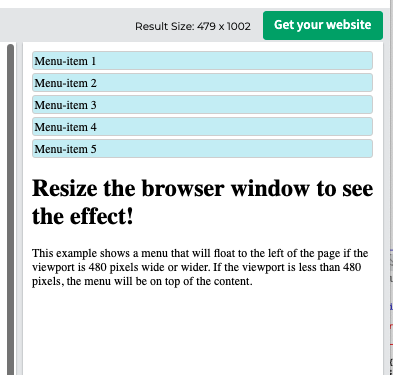 Result Size: 479 x 1002
Get your website
Menu-item 1
Menu-item 2
Menu-item 3
Menu-item 4
Menu-item 5
Resize the browser window to see
the effect!
This example shows a menu that will float to the left of the page if the
viewport is 480 pixels wide or wider. If the viewport is less than 480
pixels, the menu will be on top of the content.